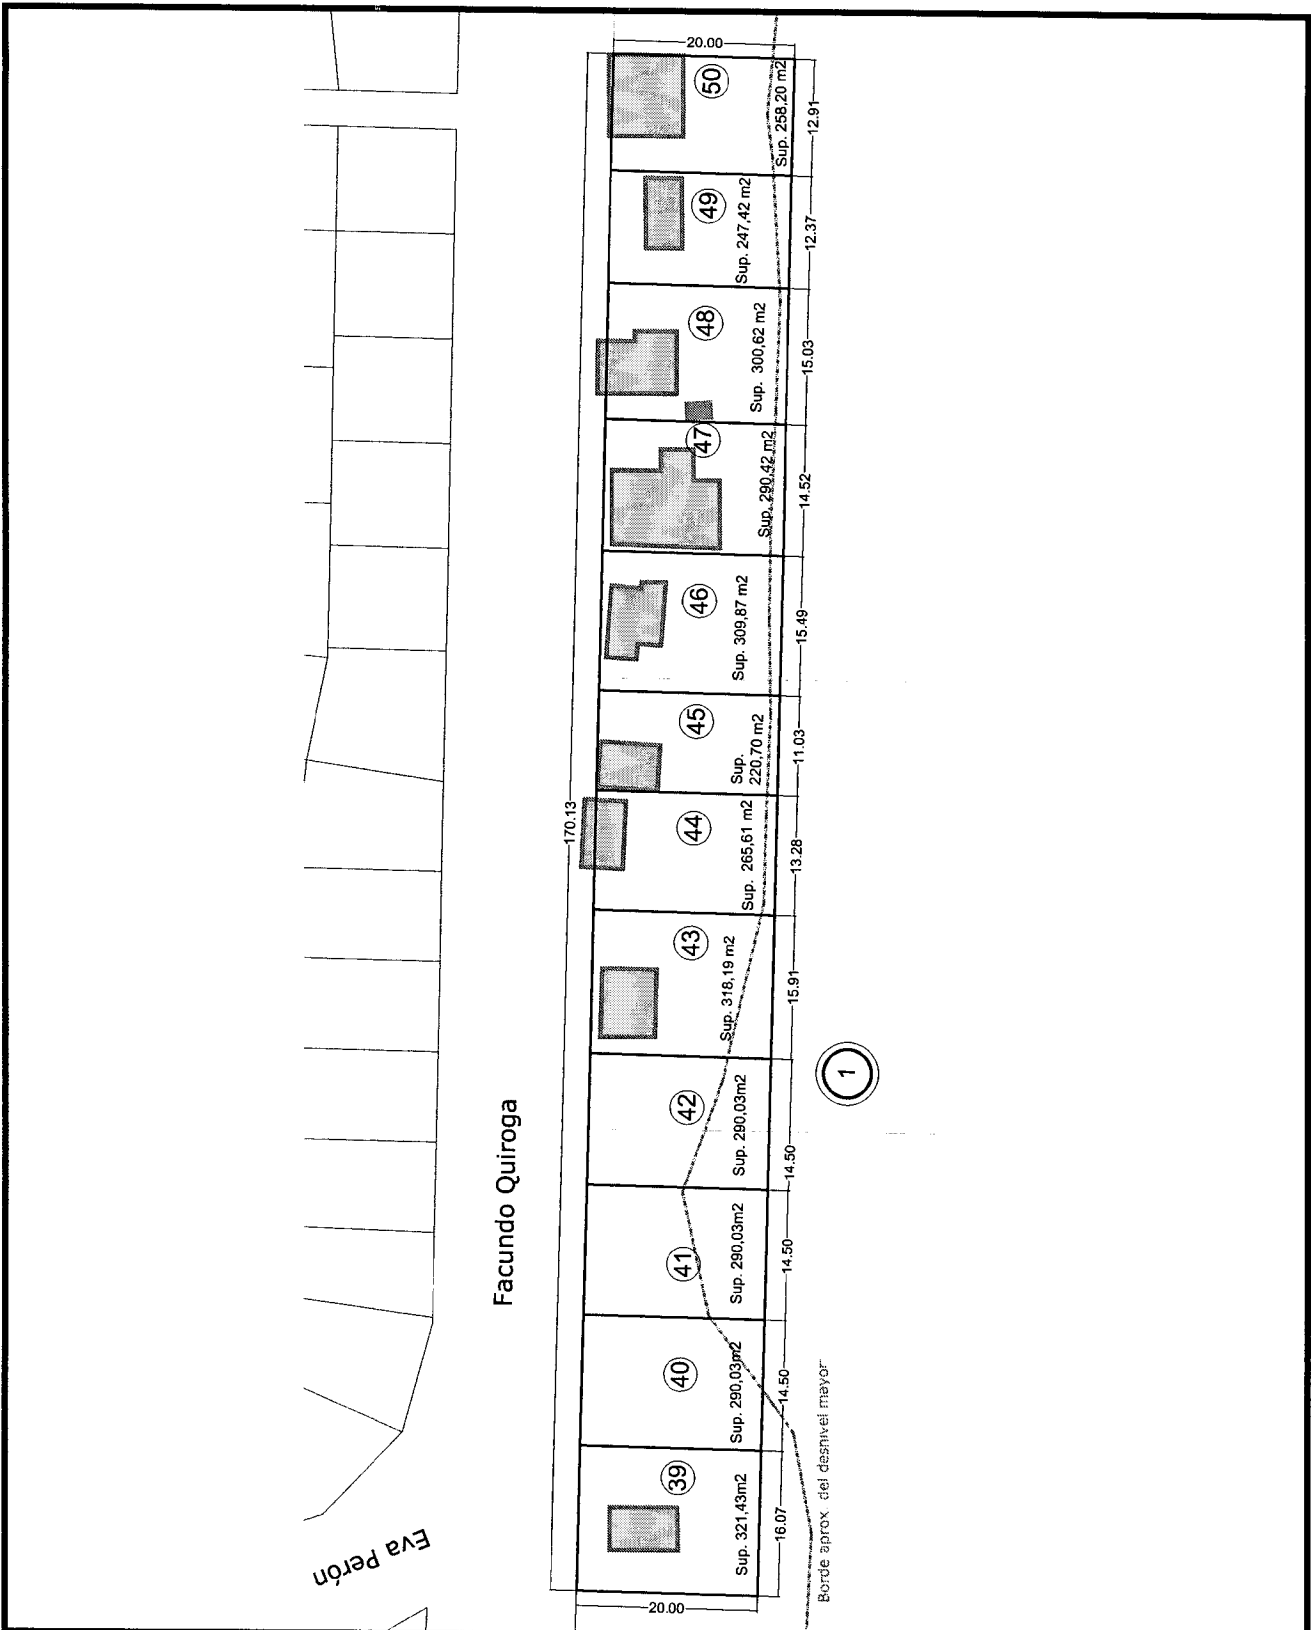 20.00
50
Sup. 258,20 m2
12.91
49
Sup. 247,42 m2
12.37
48
Sup. 300,62 m2
15.03
47
Sup. 290,42 m2
14.52
46
Sup. 309,87 m2
15.49
45
Sup.
220,70 m2
11.03
170.13
44
Sup. 265,61 m2
13.28
43
Sup. 318,19 m2
15.91
1
42
Sup. 290,03m2
14.50
Facundo Quiroga
41
Sup. 290,03m2
14.50
40
Sup. 290,03m2
14.50
39
Sup. 321,43m2
16.07
Borde aprox. del desnivel mayor
Eva Perón
20.00